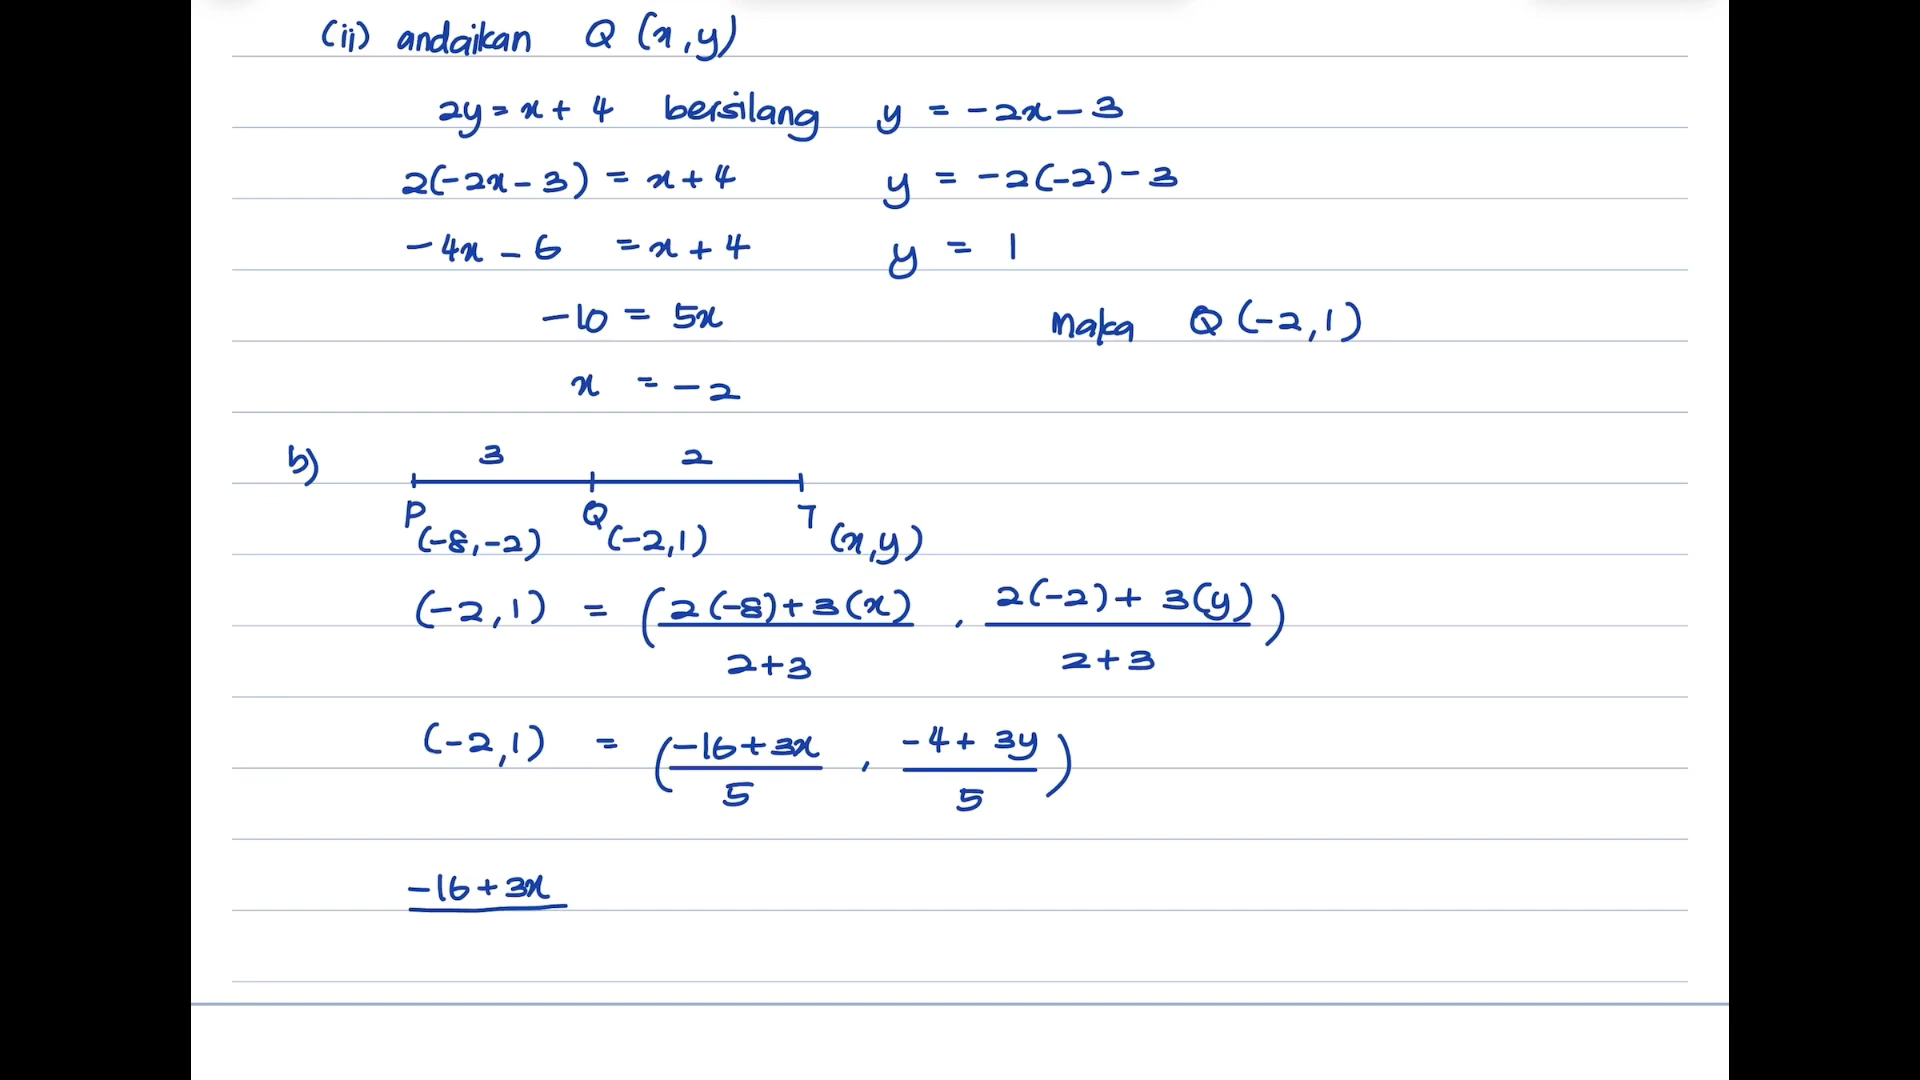 (ii) andaikan Q (x,y)
2y = x + 4 bersilang y = -2x - 3
2(-2x - 3) = x + 4 y = -2(-2) - 3
-4x - 6 = x + 4 y = 1
-10 = 5x maka Q (-2,1)
x = -2
b) 3 2
P Q T
(-8,-2) (-2,1) (x,y)
(-2,1) = (2(-8)+3(x)/2+3 , 2(-2)+3(y)/2+3)
(-2,1) = (-16+3x/5 , -4+3y/5)
-16+3x